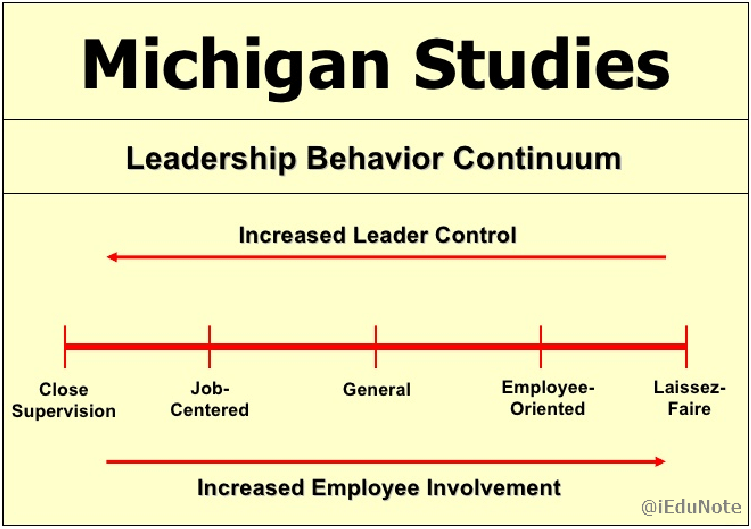 Michigan Studies
Leadership Behavior Continuum
Increased Leader Control
Close
Supervision
Job-
Centered
General
Employee-
Oriented
Laissez-
Faire
Increased Employee Involvement
@iEduNote